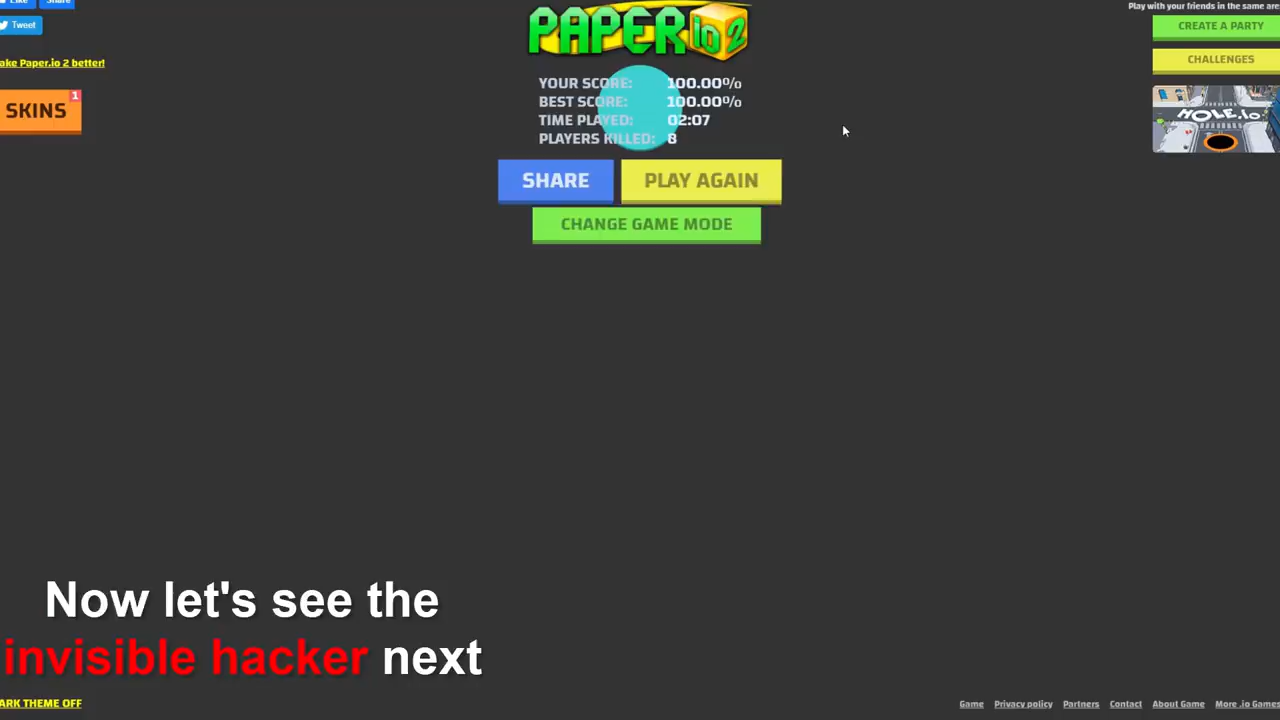 Like Share
Play with your friends in the same are
PAPER.io 2
Tweet
CREATE A PARTY
ake Paper.io 2 better!
CHALLENGES
YOUR SCORE: 100.00%
SKINS 1
BEST SCORE: 100.00%
HOLE.io
TIME PLAYED: 02:07
PLAYERS KILLED: 8
SHARE
PLAY AGAIN
CHANGE GAME MODE
Now let's see the
invisible hacker next
ARK THEME OFF
Game Privacy policy Partners Contact About Game More .io Games